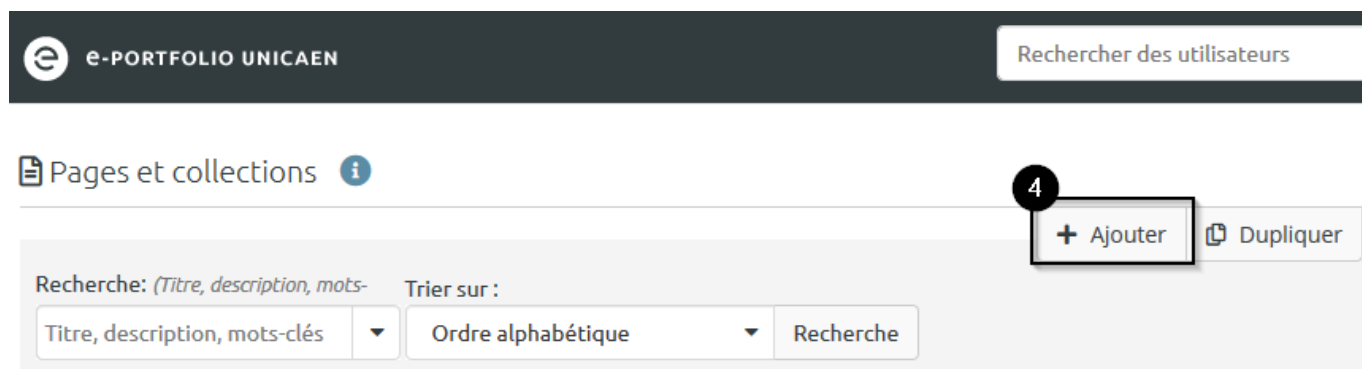 e e-PORTFOLIO UNICAEN
Rechercher des utilisateurs
Pages et collections i
4
+ Ajouter
Dupliquer
Recherche: (Titre, description, mots-
Trier sur :
Titre, description, mots-clés
Ordre alphabétique
Recherche